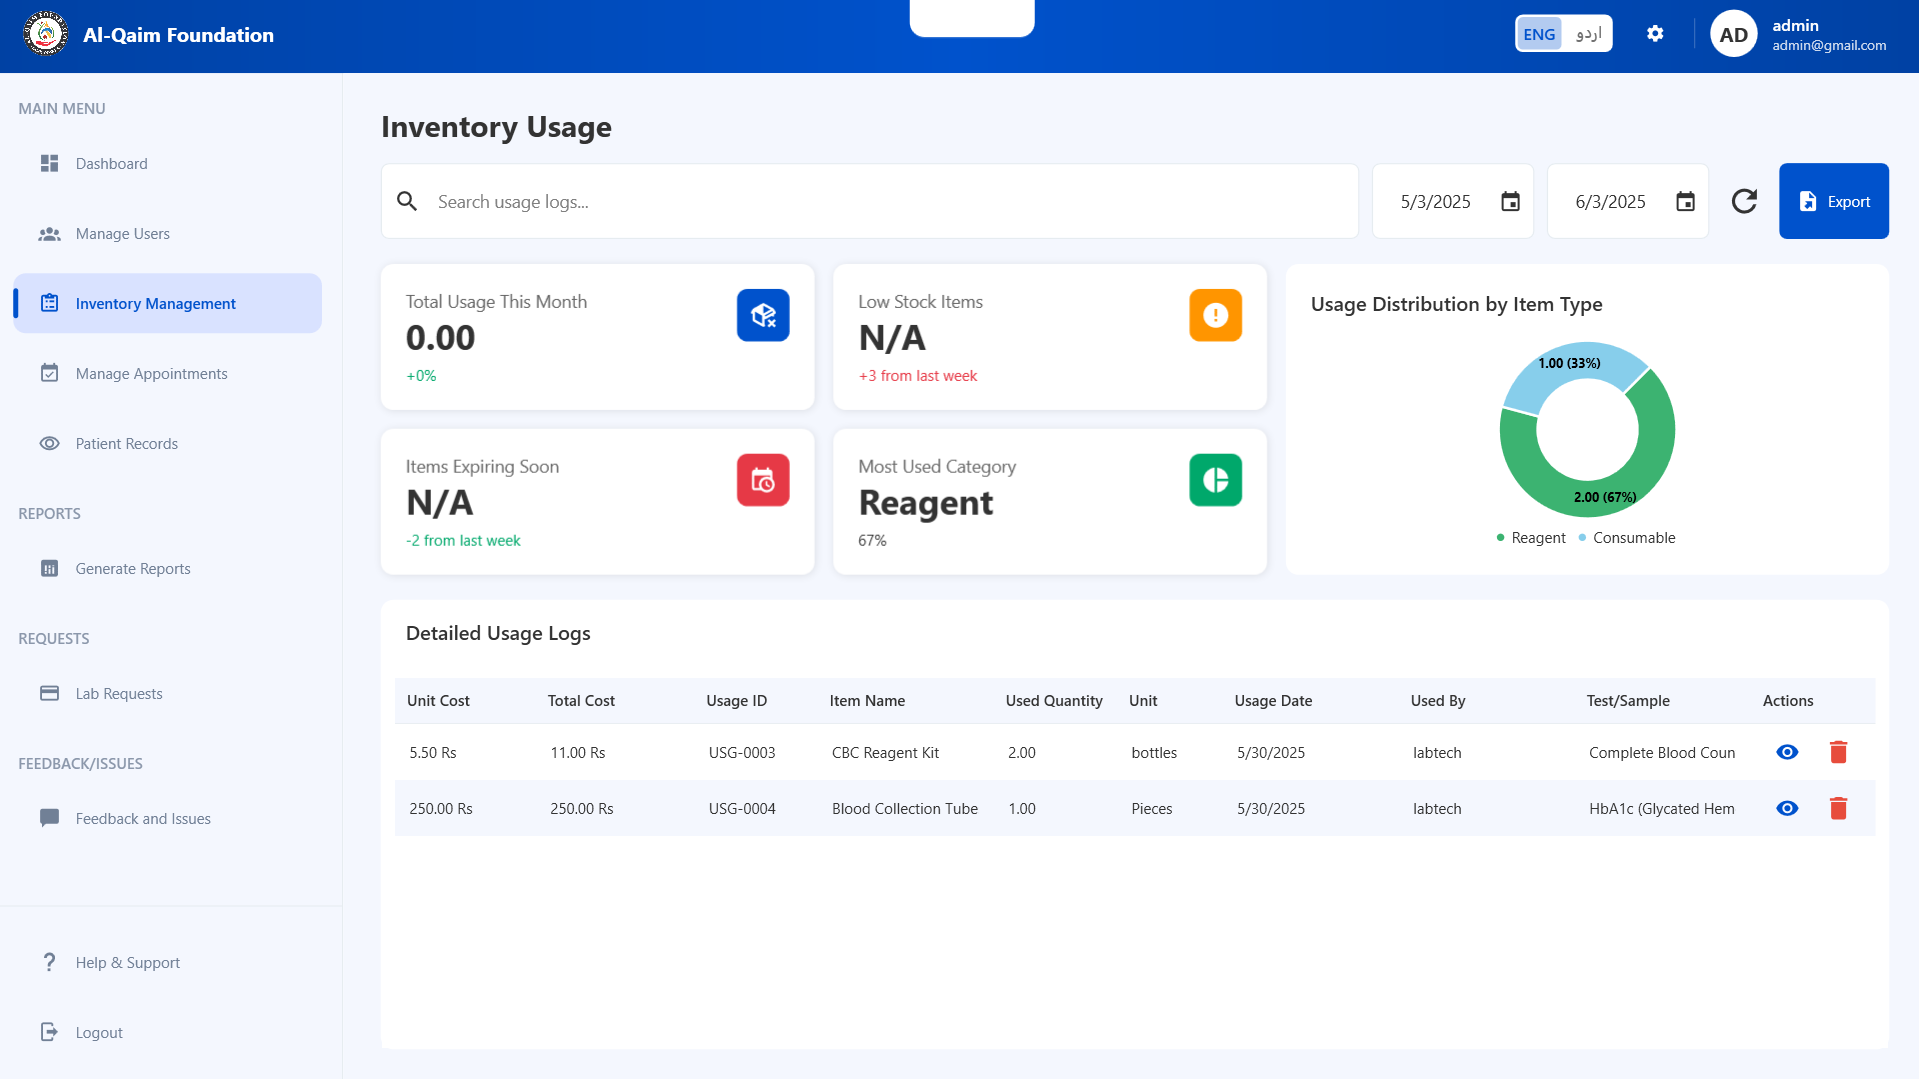 Al-Qaim Foundation
ENG
اردو
AD
admin
admin@gmail.com
MAIN MENU
Dashboard
Manage Users
Inventory Management
Manage Appointments
Patient Records
REPORTS
Generate Reports
REQUESTS
Lab Requests
FEEDBACK/ISSUES
Feedback and Issues
Help & Support
Logout
Inventory Usage
Search usage logs...
5/3/2025
6/3/2025
Export
Total Usage This Month
0.00
+0%
Low Stock Items
N/A
+3 from last week
Items Expiring Soon
N/A
-2 from last week
Most Used Category
Reagent
67%
Usage Distribution by Item Type
1.00 (33%)
2.00 (67%)
Reagent Consumable
Detailed Usage Logs
Unit Cost Total Cost Usage ID Item Name Used Quantity Unit Usage Date Used By Test/Sample Actions
5.50 Rs 11.00 Rs USG-0003 CBC Reagent Kit 2.00 bottles 5/30/2025 labtech Complete Blood Coun
250.00 Rs 250.00 Rs USG-0004 Blood Collection Tube 1.00 Pieces 5/30/2025 labtech HbA1c (Glycated Hem